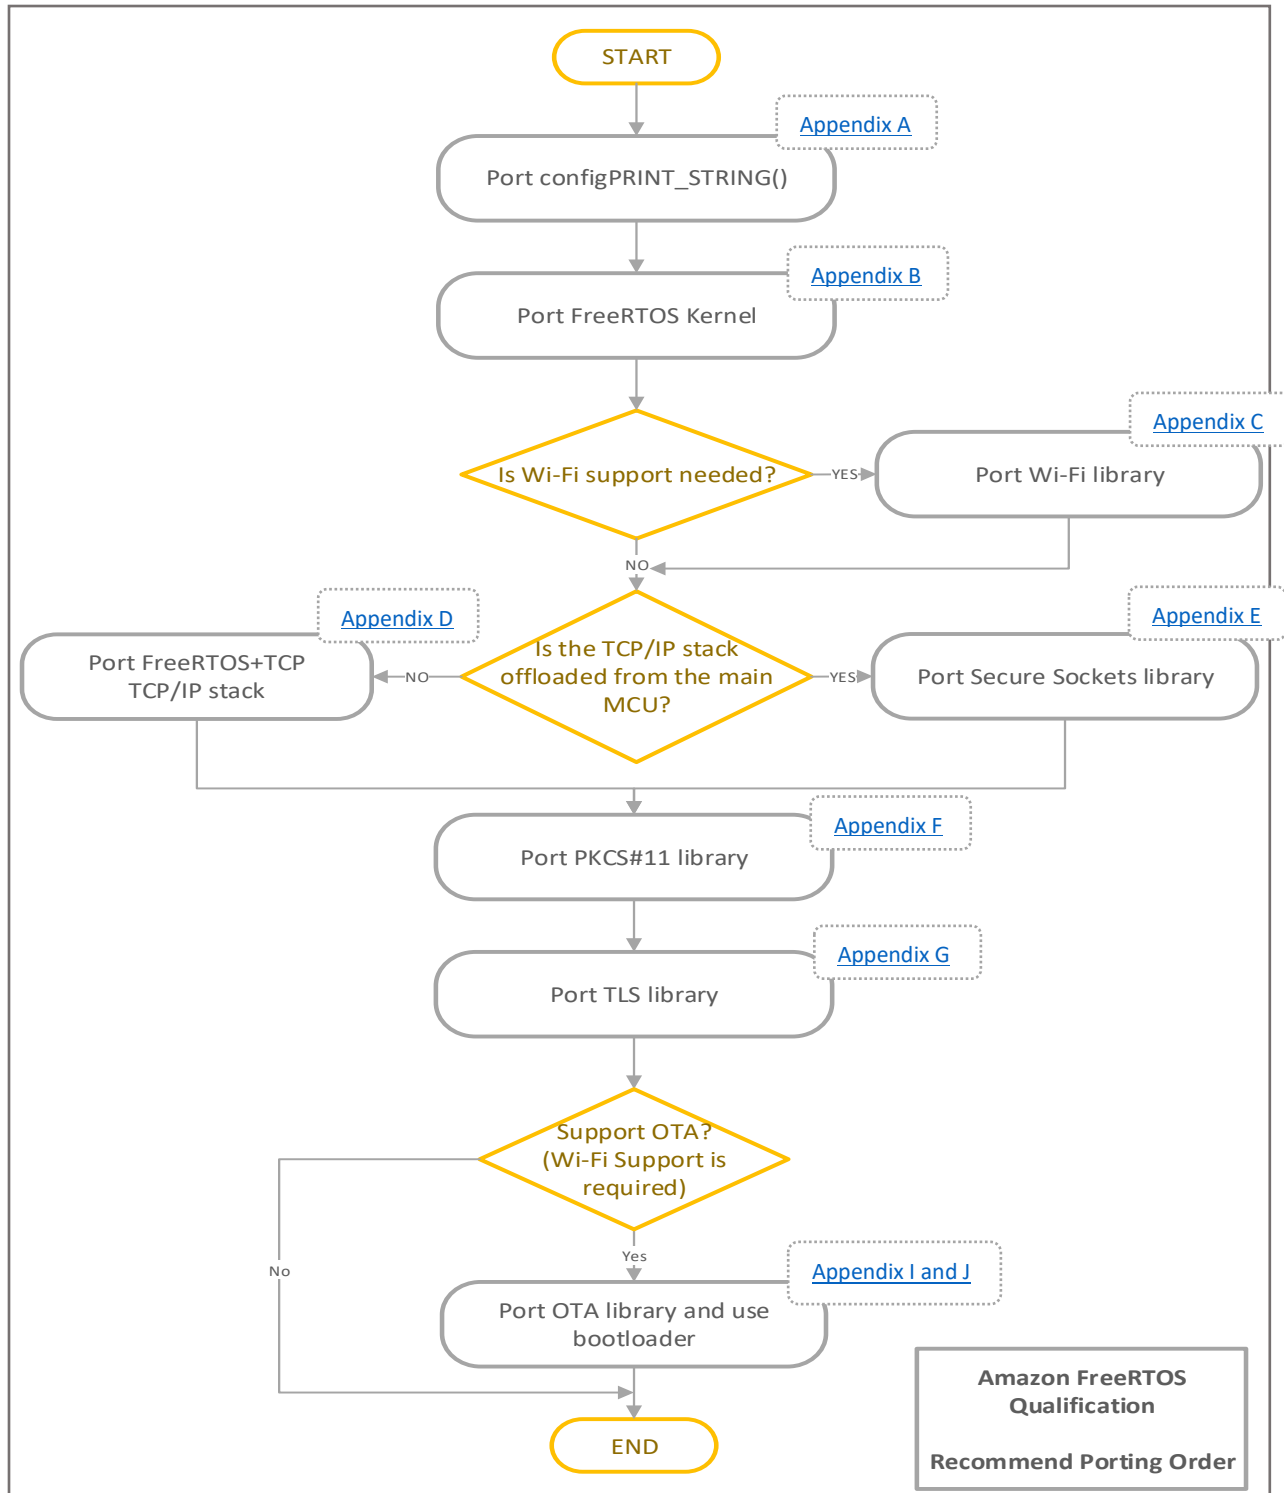 START
Appendix A
Port configPRINT_STRING()
Appendix B
Port FreeRTOS Kernel
Appendix C
Is Wi-Fi support needed?
YES
Port Wi-Fi library
NO
Appendix D
Appendix E
Port FreeRTOS+TCP
TCP/IP stack
NO
Is the TCP/IP stack
offloaded from the main
MCU?
YES
Port Secure Sockets library
Appendix F
Port PKCS#11 library
Appendix G
Port TLS library
Support OTA?
(Wi-Fi Support is
required)
No
Yes
Appendix I and J
Port OTA library and use
bootloader
END
Amazon FreeRTOS
Qualification
Recommend Porting Order